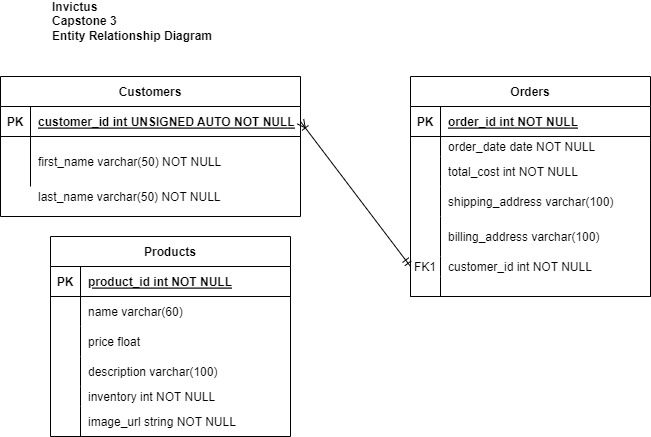 Invictus
Capstone 3
Entity Relationship Diagram
Customers
PK customer_id int UNSIGNED AUTO NOT NULL
first_name varchar(50) NOT NULL
last_name varchar(50) NOT NULL
Orders
PK order_id int NOT NULL
order_date date NOT NULL
total_cost int NOT NULL
shipping_address varchar(100)
billing_address varchar(100)
FK1 customer_id int NOT NULL
Products
PK product_id int NOT NULL
name varchar(60)
price float
description varchar(100)
inventory int NOT NULL
image_url string NOT NULL